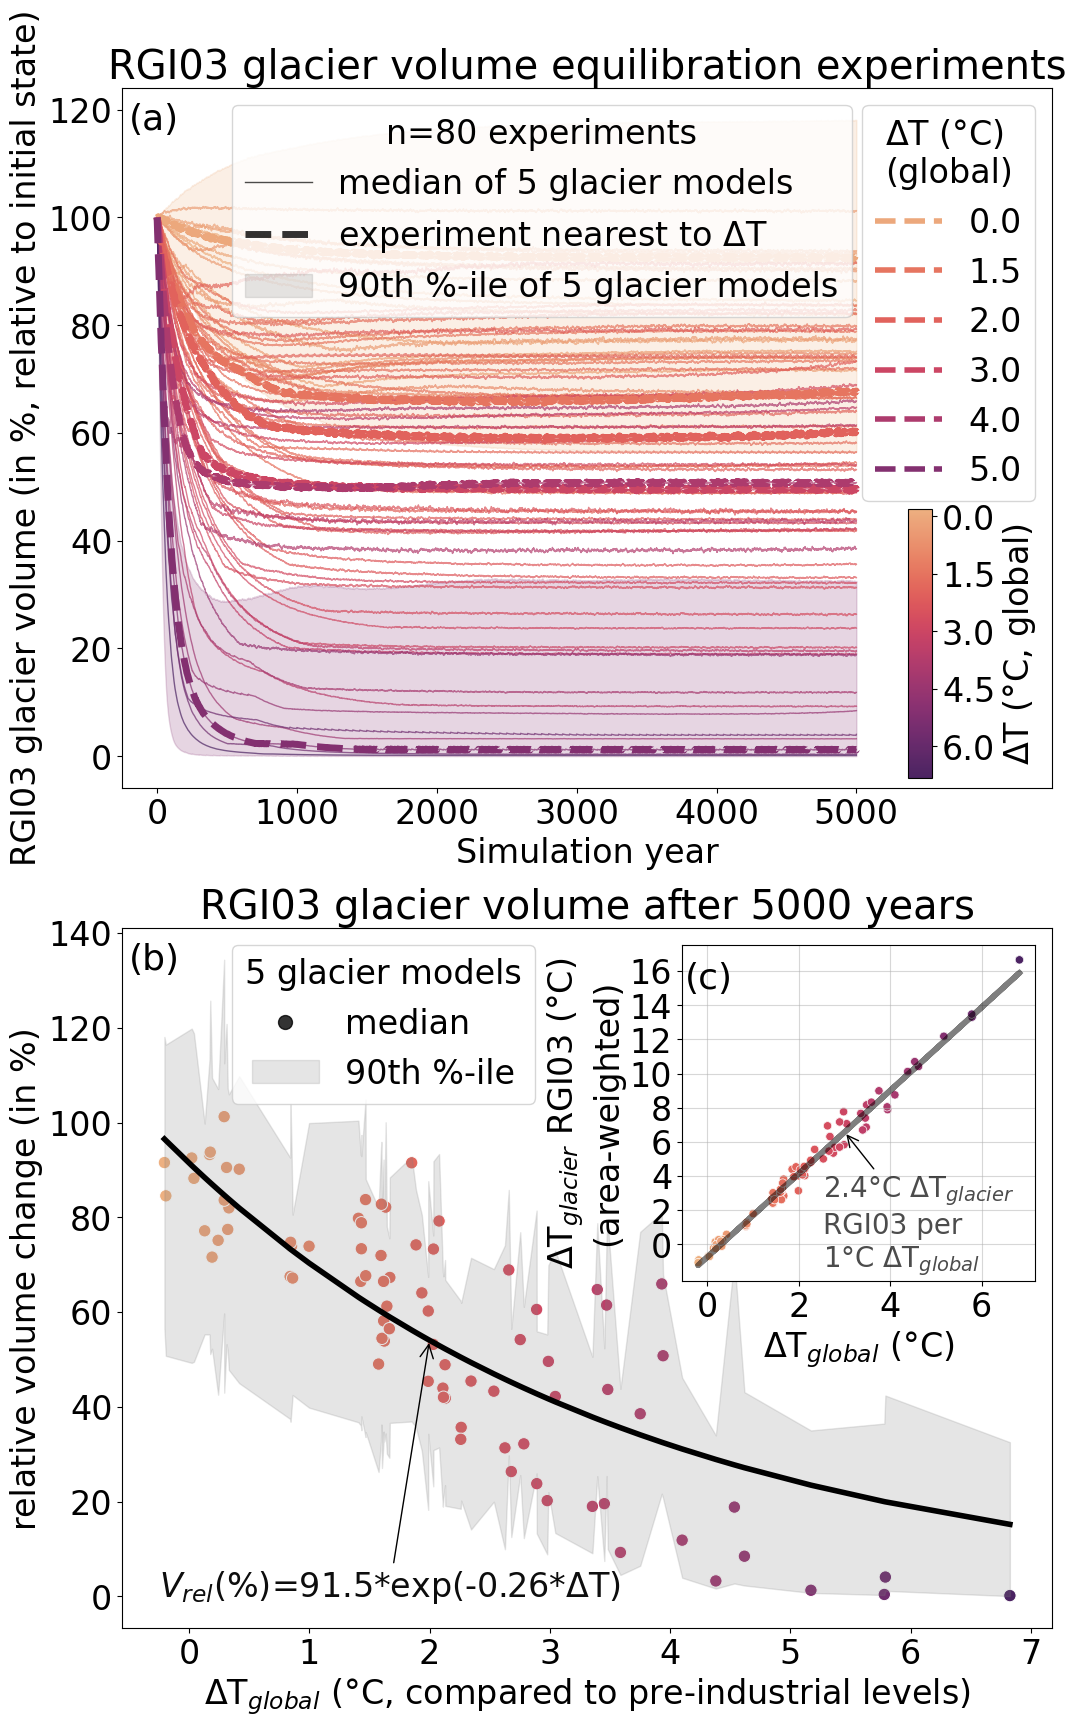 RGI03 glacier volume equilibration experiments
(a)
n=80 experiments
median of 5 glacier models
experiment nearest to ΔT
90th %-ile of 5 glacier models
ΔT (°C)
(global)
0.0
1.5
2.0
3.0
4.0
5.0
0.0
1.5
3.0
4.5
6.0
ΔT (°C, global)
RGI03 glacier volume (in %, relative to initial state)
120
100
80
60
40
20
0
0 1000 2000 3000 4000 5000
Simulation year
RGI03 glacier volume after 5000 years
(b)
5 glacier models
median
90th %-ile
relative volume change (in %)
140
120
100
80
60
40
20
0
V_rel(%)=91.5*exp(-0.26*ΔT)
0 1 2 3 4 5 6 7
ΔT_global (°C, compared to pre-industrial levels)
(c)
ΔT_glacier RGI03 (°C)
(area-weighted)
16
14
12
10
8
6
4
2
0
2.4°C ΔT_glacier
RGI03 per
1°C ΔT_global
0 2 4 6
ΔT_global (°C)